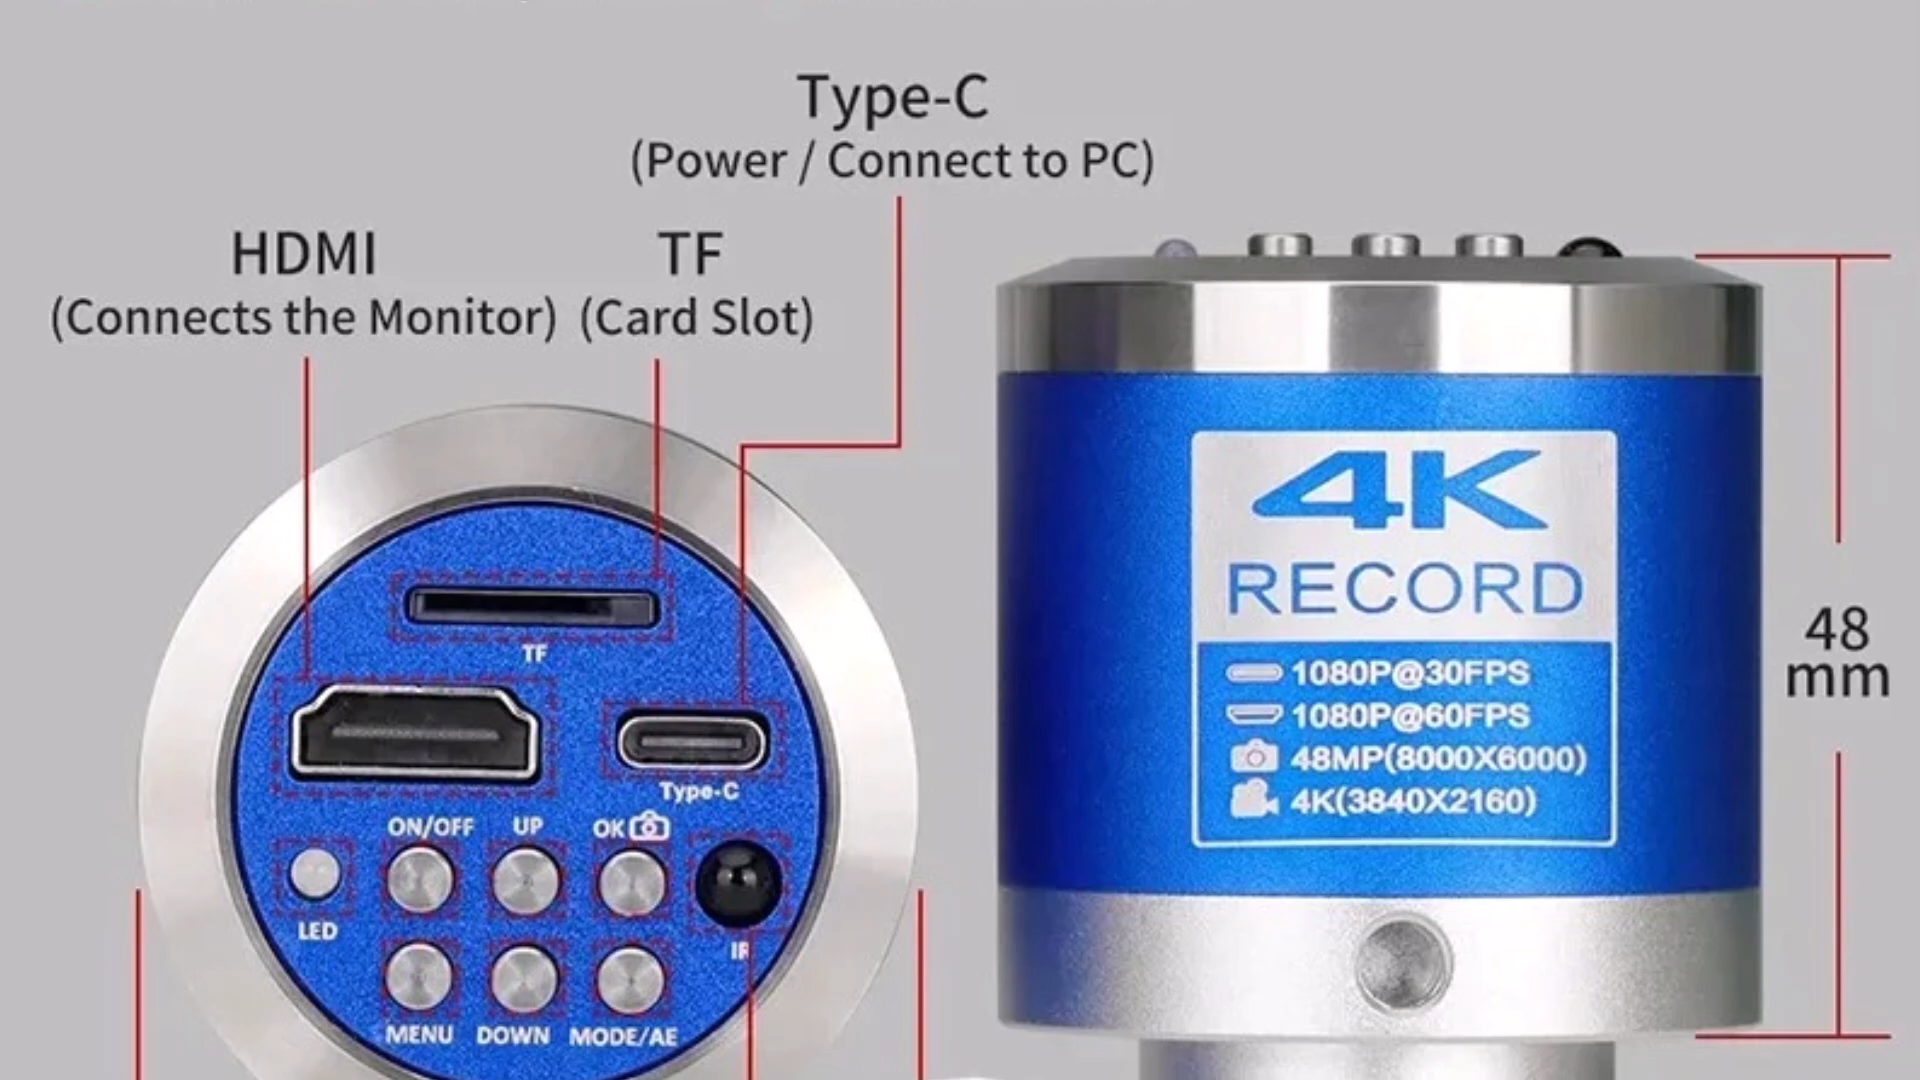 Type-C
(Power / Connect to PC)
HDMI
(Connects the Monitor)
TF
(Card Slot)
TF
Type-C
ON/OFF
UP
OK
LED
IR
MENU
DOWN
MODE/AE
4K
RECORD
1080P@30FPS
1080P@60FPS
48MP(8000X6000)
4K(3840X2160)
48
mm